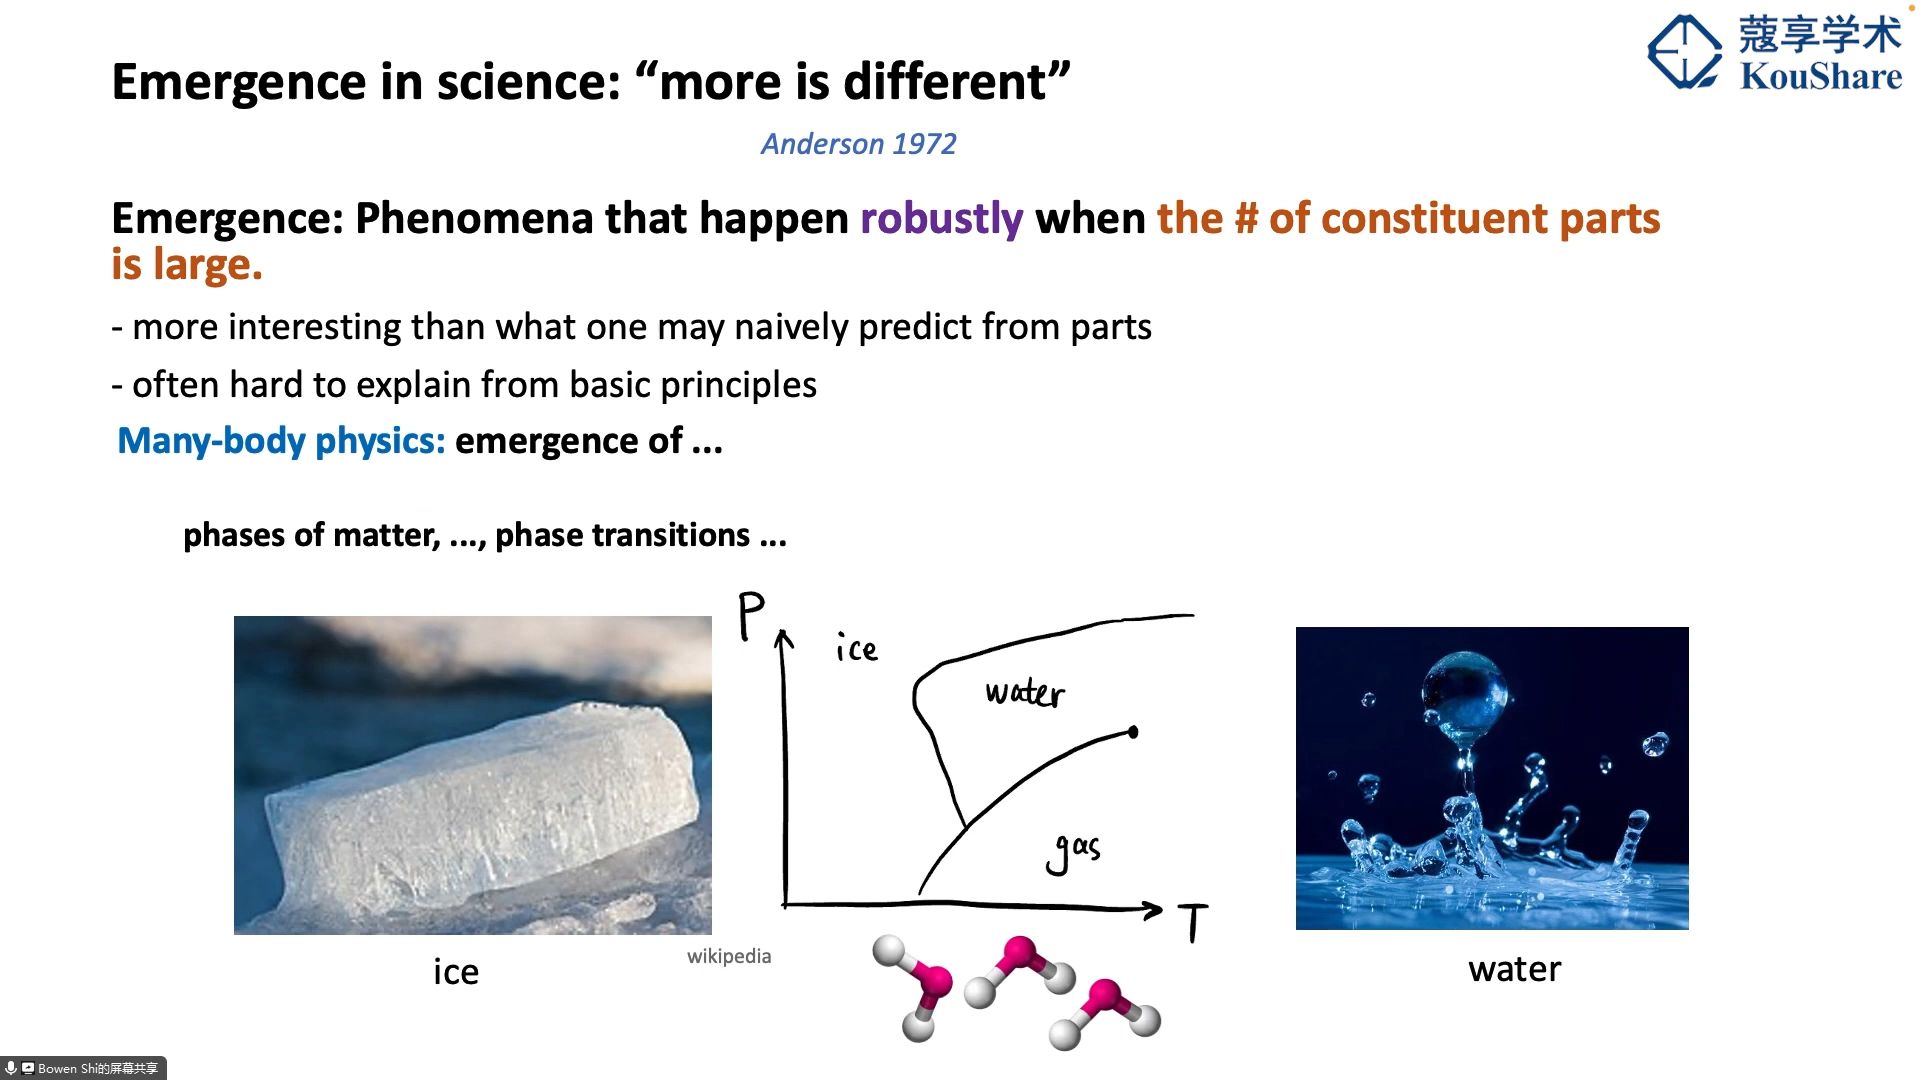 蔻享学术
KouShare
Emergence in science: “more is different”
Anderson 1972
Emergence: Phenomena that happen robustly when the # of constituent parts
is large.
- more interesting than what one may naively predict from parts
- often hard to explain from basic principles
Many-body physics: emergence of ...
phases of matter, ..., phase transitions ...
P
ice
water
gas
T
wikipedia
ice
water
Bowen Shi的屏幕共享